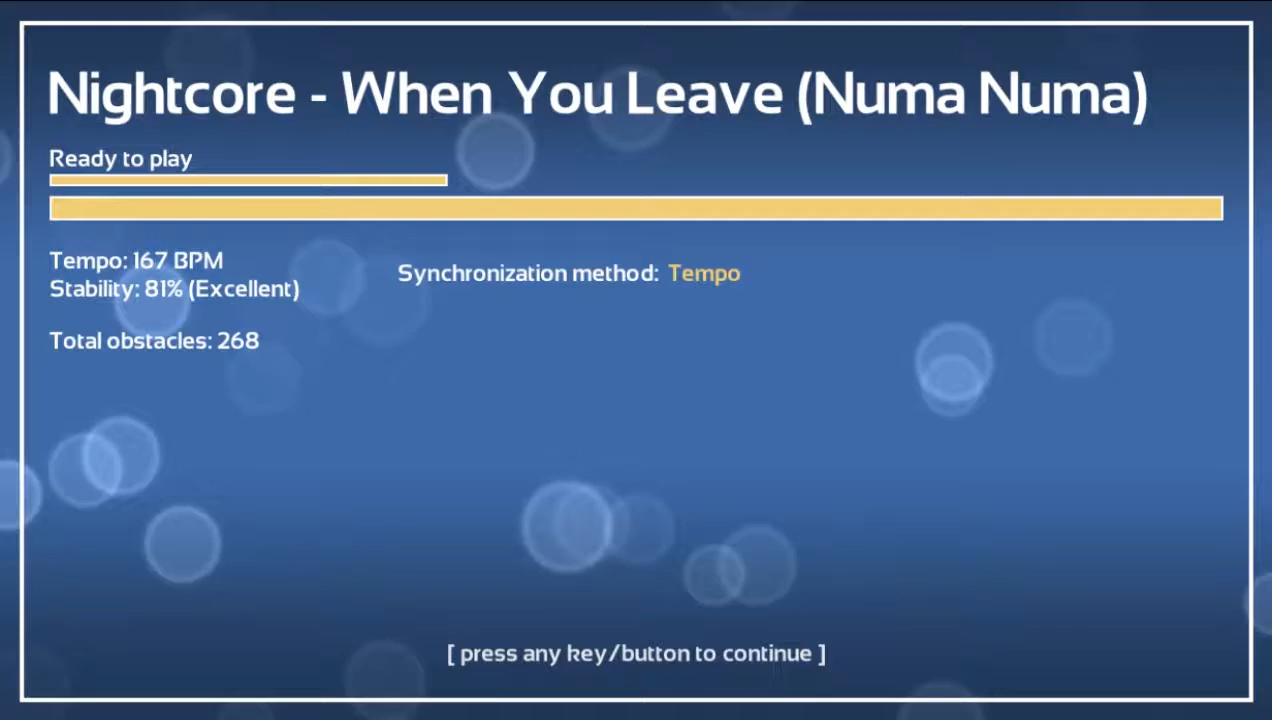 Nightcore - When You Leave (Numa Numa)
Ready to play
Tempo: 167 BPM
Stability: 81% (Excellent)
Synchronization method: Tempo
Total obstacles: 268
[ press any key/button to continue ]